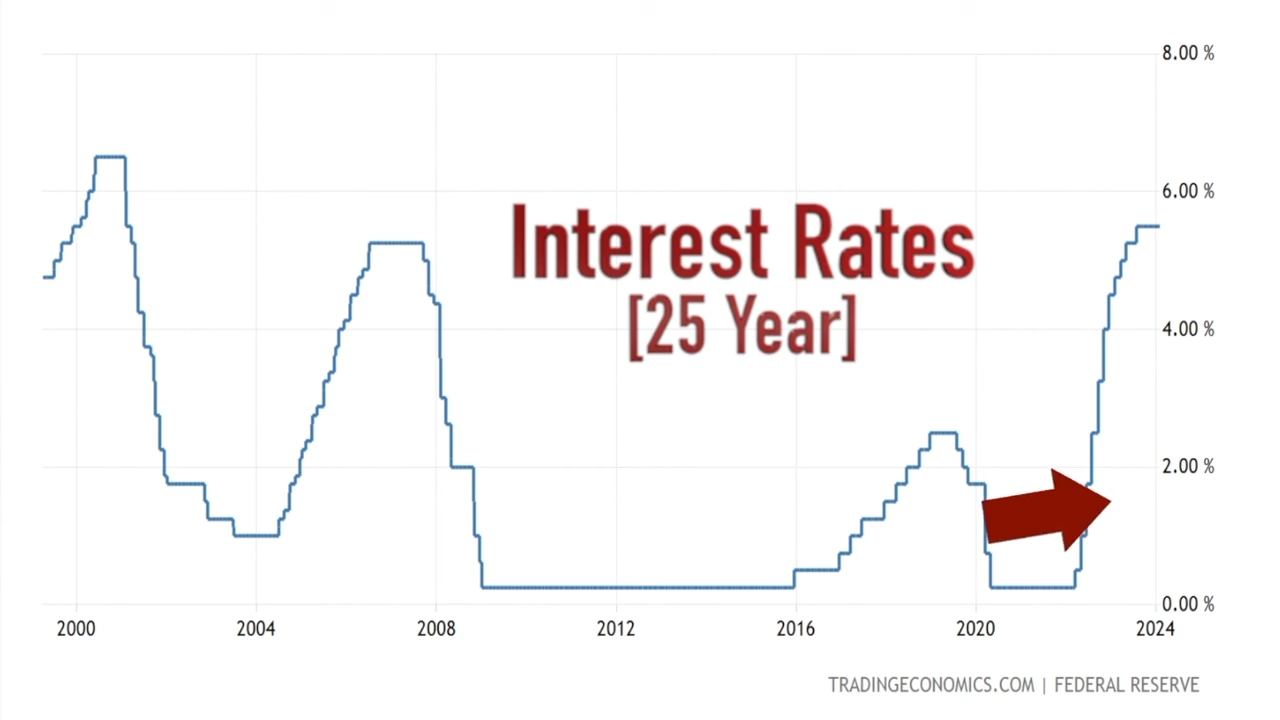 8.00 %
6.00 %
Interest Rates
[25 Year]
4.00 %
2.00 %
0.00 %
2000 2004 2008 2012 2016 2020 2024
TRADINGECONOMICS.COM | FEDERAL RESERVE